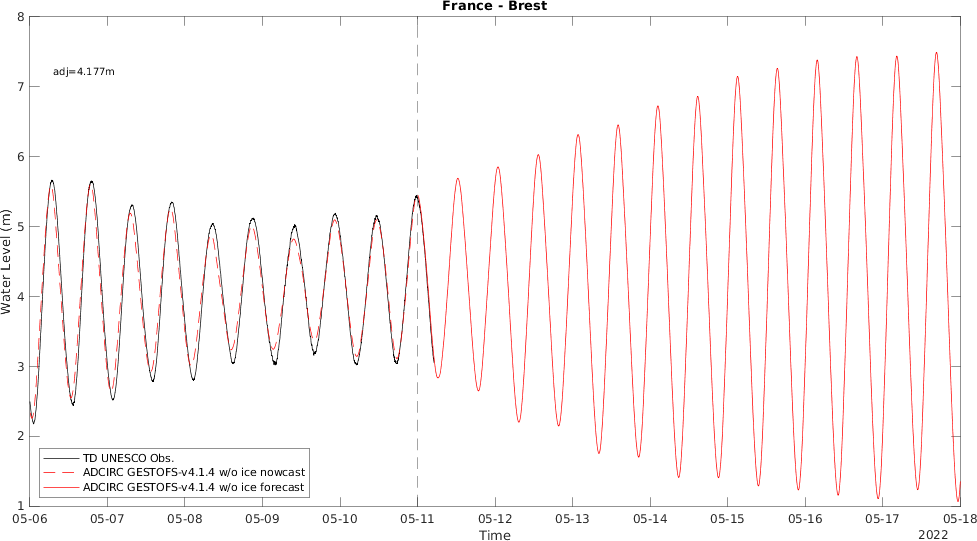 France - Brest
adj=4.177m
Water Level (m)
8
7
6
5
4
3
2
1
TD UNESCO Obs.
ADCIRC GESTOFS-v4.1.4 w/o ice nowcast
ADCIRC GESTOFS-v4.1.4 w/o ice forecast
05-06 05-07 05-08 05-09 05-10 05-11 05-12 05-13 05-14 05-15 05-16 05-17 05-18
Time
2022